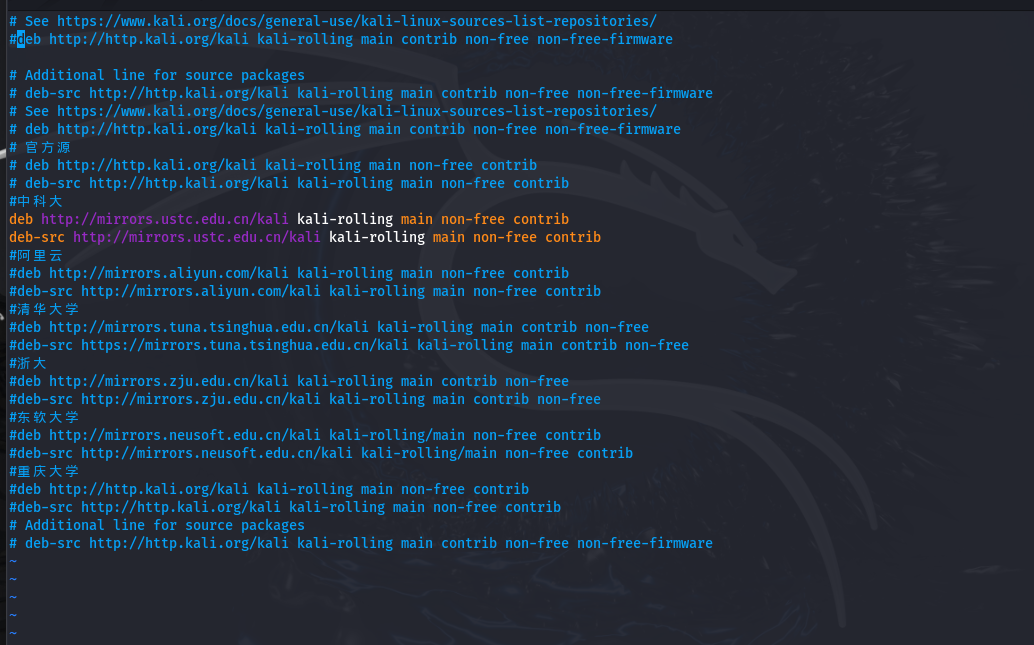 # See https://www.kali.org/docs/general-use/kali-linux-sources-list-repositories/
#deb http://http.kali.org/kali kali-rolling main contrib non-free non-free-firmware
# Additional line for source packages
# deb-src http://http.kali.org/kali kali-rolling main contrib non-free non-free-firmware
# See https://www.kali.org/docs/general-use/kali-linux-sources-list-repositories/
# deb http://http.kali.org/kali kali-rolling main contrib non-free non-free-firmware
# 官方源
# deb http://http.kali.org/kali kali-rolling main non-free contrib
# deb-src http://http.kali.org/kali kali-rolling main non-free contrib
#中科大
deb http://mirrors.ustc.edu.cn/kali kali-rolling main non-free contrib
deb-src http://mirrors.ustc.edu.cn/kali kali-rolling main non-free contrib
#阿里云
#deb http://mirrors.aliyun.com/kali kali-rolling main non-free contrib
#deb-src http://mirrors.aliyun.com/kali kali-rolling main non-free contrib
#清华大学
#deb http://mirrors.tuna.tsinghua.edu.cn/kali kali-rolling main contrib non-free
#deb-src https://mirrors.tuna.tsinghua.edu.cn/kali kali-rolling main contrib non-free
#浙大
#deb http://mirrors.zju.edu.cn/kali kali-rolling main contrib non-free
#deb-src http://mirrors.zju.edu.cn/kali kali-rolling main contrib non-free
#东软大学
#deb http://mirrors.neusoft.edu.cn/kali kali-rolling/main non-free contrib
#deb-src http://mirrors.neusoft.edu.cn/kali kali-rolling/main non-free contrib
#重庆大学
#deb http://http.kali.org/kali kali-rolling main non-free contrib
#deb-src http://http.kali.org/kali kali-rolling main non-free contrib
# Additional line for source packages
# deb-src http://http.kali.org/kali kali-rolling main contrib non-free non-free-firmware
~
~
~
~
~